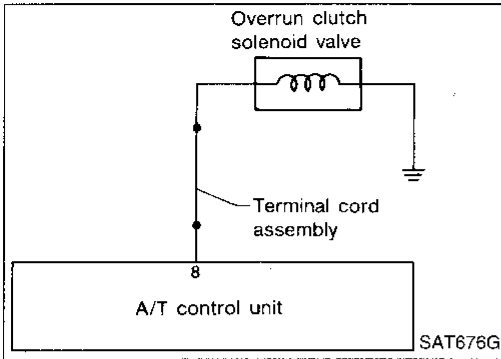 Overrun clutch
solenoid valve
Terminal cord
assembly
8
A/T control unit
SAT676G